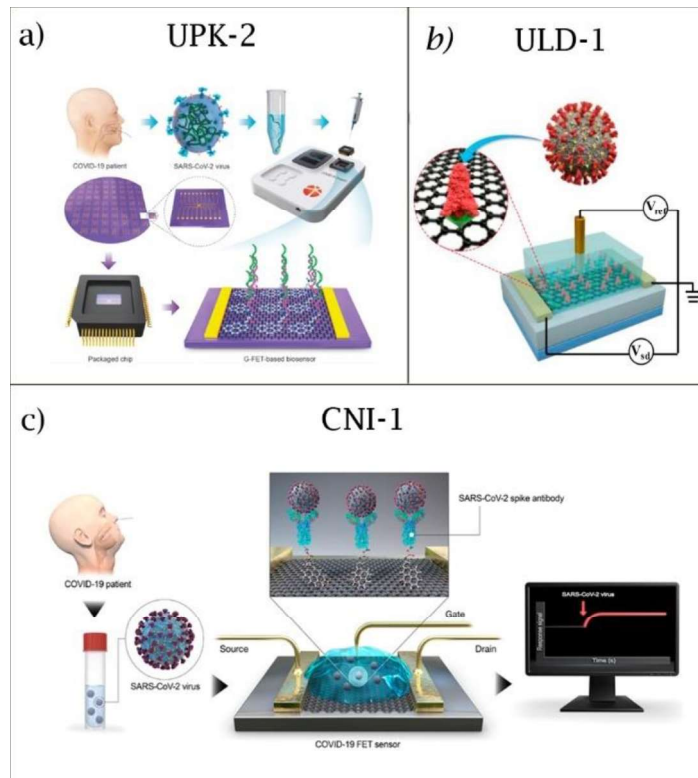 a) UPK-2
COVID-19 patient
SARS-CoV-2 virus
Packaged chip
G-FET-based biosensor
b) ULD-1
Vref
Vsd
c) CNI-1
COVID-19 patient
SARS-CoV-2 virus
SARS-CoV-2 spike antibody
Source
Gate
Drain
COVID-19 FET sensor
SARS-CoV-2 virus
Response signal
Time (s)